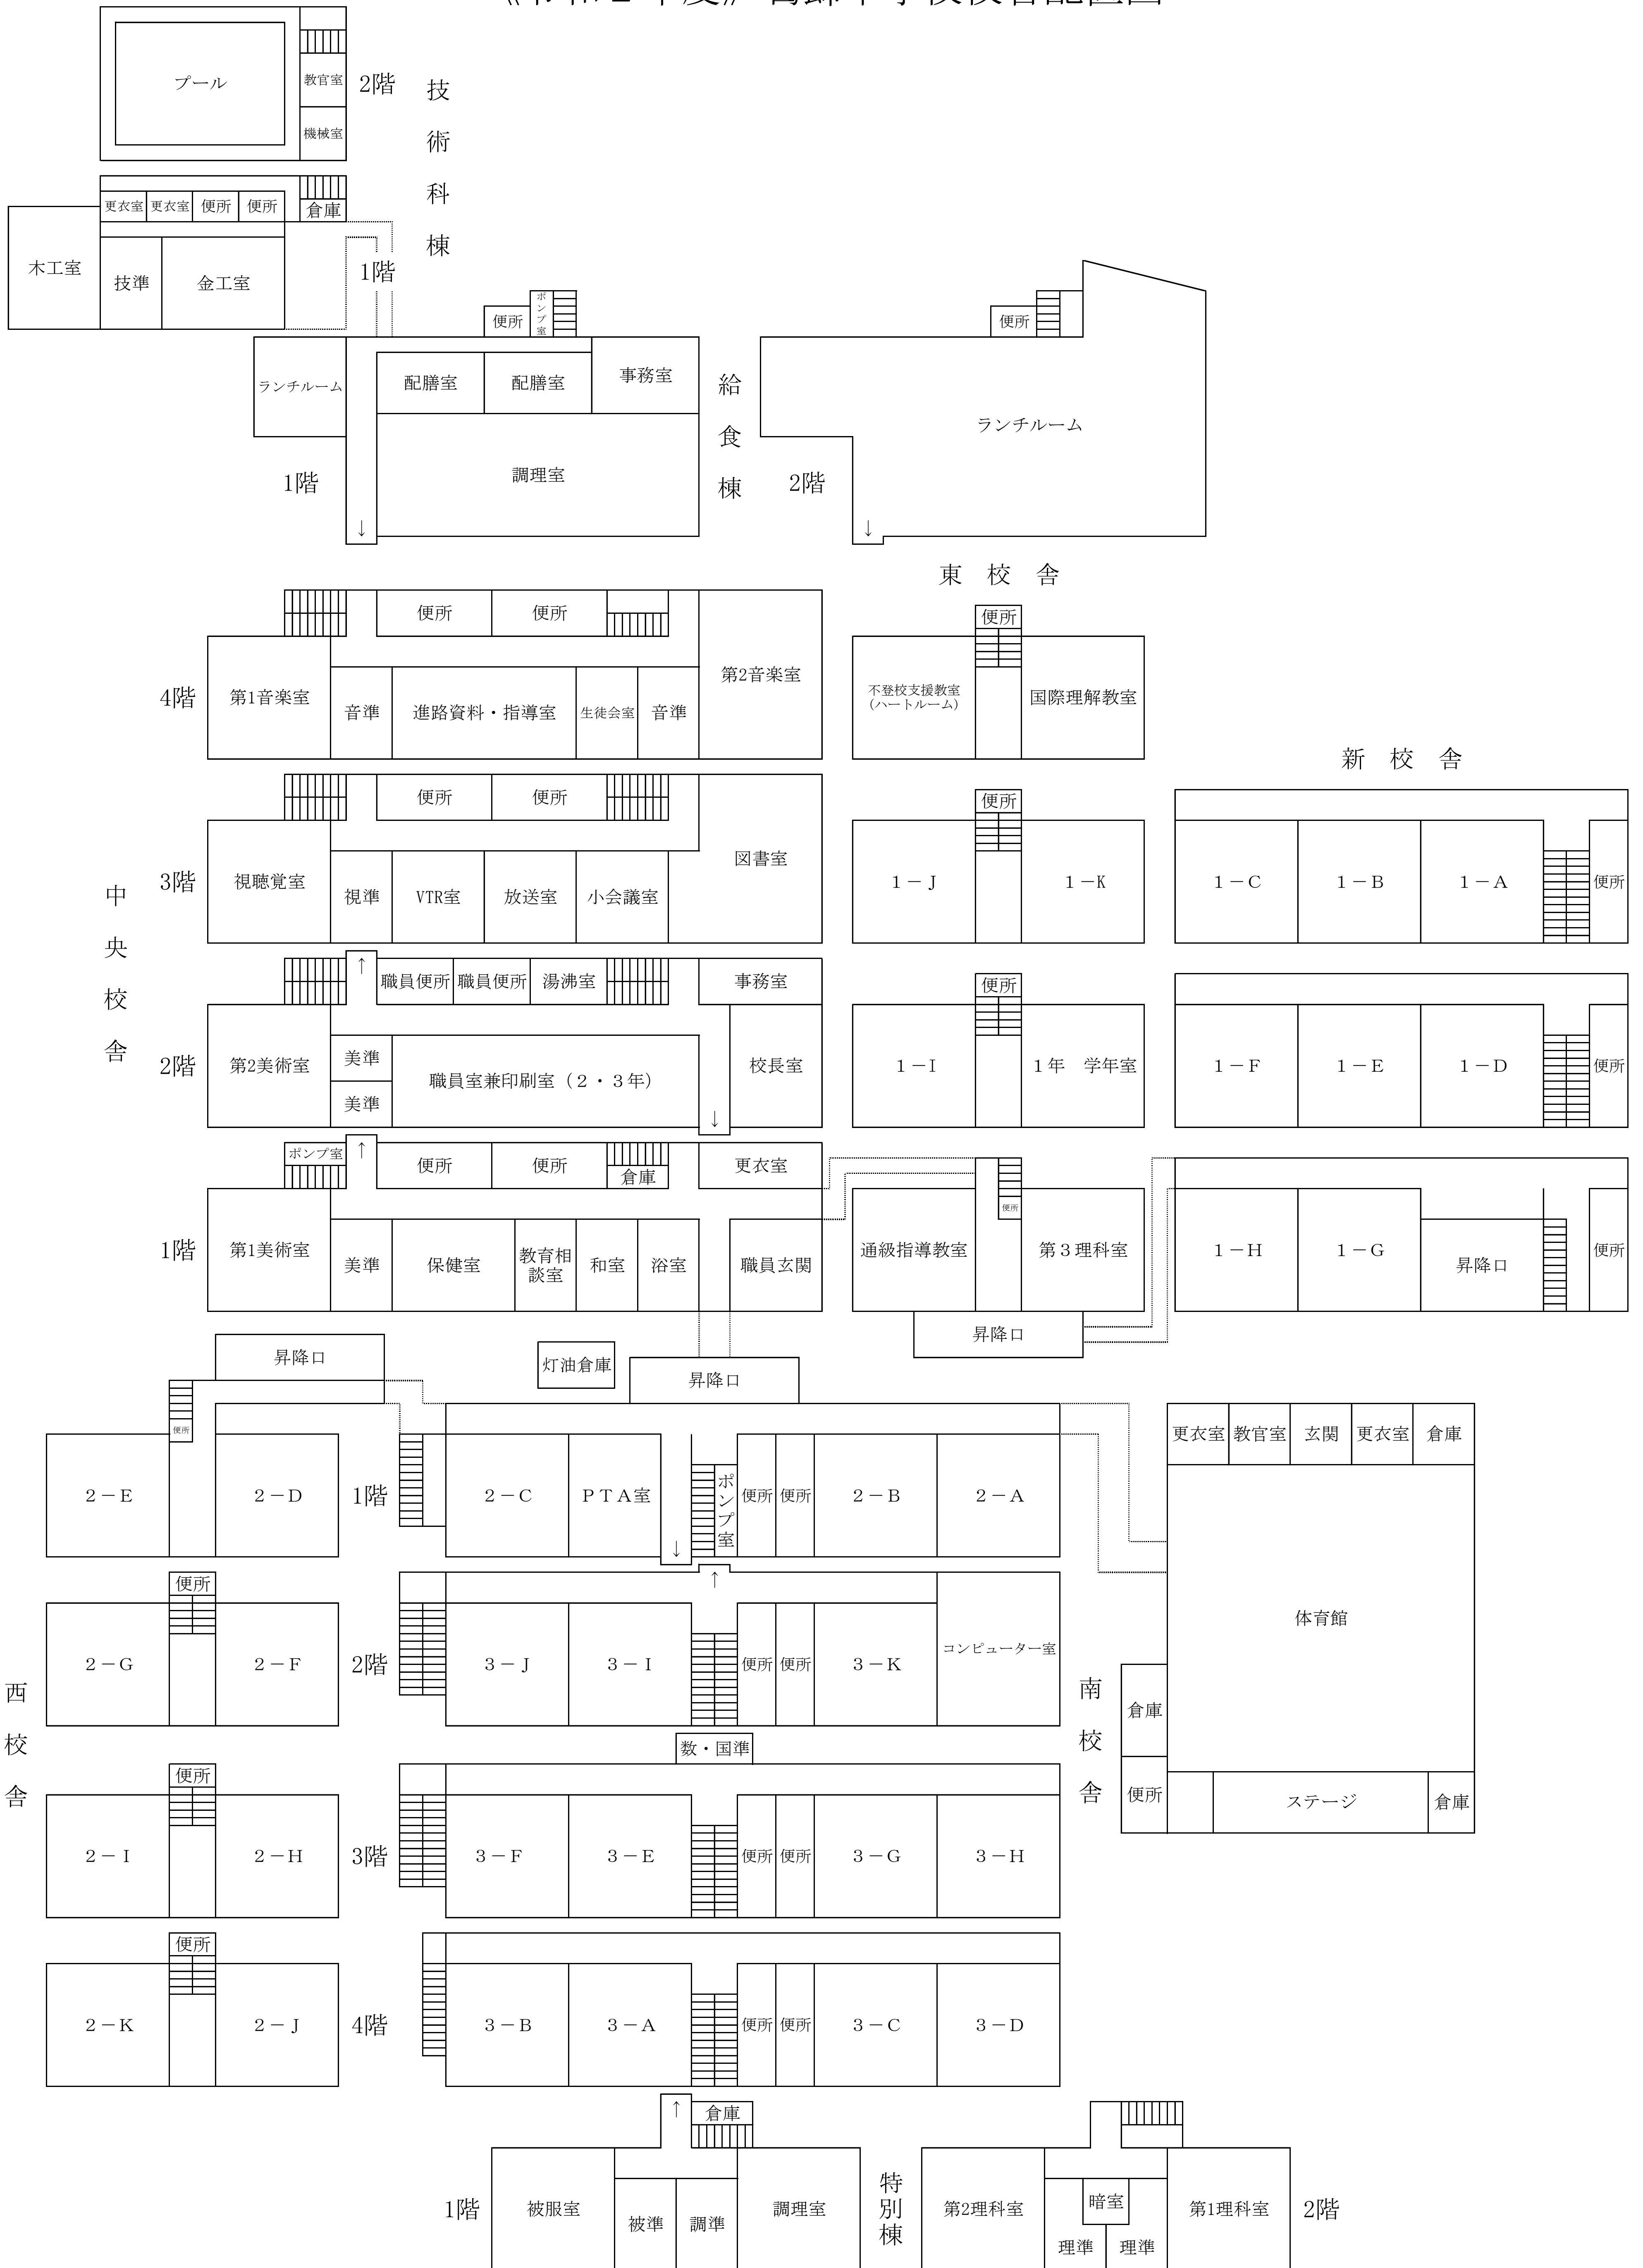 プール
教官室
機械室
2階
技術科棟
更衣室 更衣室 便所 便所
倉庫
木工室
技準
金工室
1階
便所
ポンプ室
便所
ランチルーム
配膳室
配膳室
事務室
給食棟
ランチルーム
1階
調理室
2階
↓
↓
東校舎
便所
便所
便所
4階
第1音楽室
音準
進路資料・指導室
生徒会室
音準
第2音楽室
不登校支援教室
（ハートルーム）
国際理解教室
新校舎
便所
便所
便所
中央校舎
3階
視聴覚室
視準
VTR室
放送室
小会議室
図書室
1－J
1－K
1－C
1－B
1－A
便所
↑
職員便所
職員便所
湯沸室
事務室
便所
2階
第2美術室
美準
美準
職員室兼印刷室（2・3年）
校長室
↓
1－I
1年　学年室
1－F
1－E
1－D
便所
ポンプ室
↑
便所
便所
倉庫
更衣室
便所
1階
第1美術室
美準
保健室
教育相
談室
和室
浴室
職員玄関
通級指導教室
第３理科室
1－H
1－G
昇降口
便所
昇降口
昇降口
灯油倉庫
昇降口
便所
更衣室
教官室
玄関
更衣室
倉庫
2－E
2－D
1階
2－C
ＰＴＡ室
↓
ポンプ室
便所
便所
2－B
2－A
便所
↑
体育館
西校舎
2－G
2－F
2階
3－J
3－I
便所
便所
3－K
コンピューター室
南校舎
倉庫
便所
数・国準
便所
ステージ
倉庫
2－I
2－H
3階
3－F
3－E
便所
便所
3－G
3－H
便所
2－K
2－J
4階
3－B
3－A
便所
便所
3－C
3－D
↑
倉庫
1階
被服室
被準
調準
調理室
特別棟
第2理科室
暗室
理準
理準
第1理科室
2階